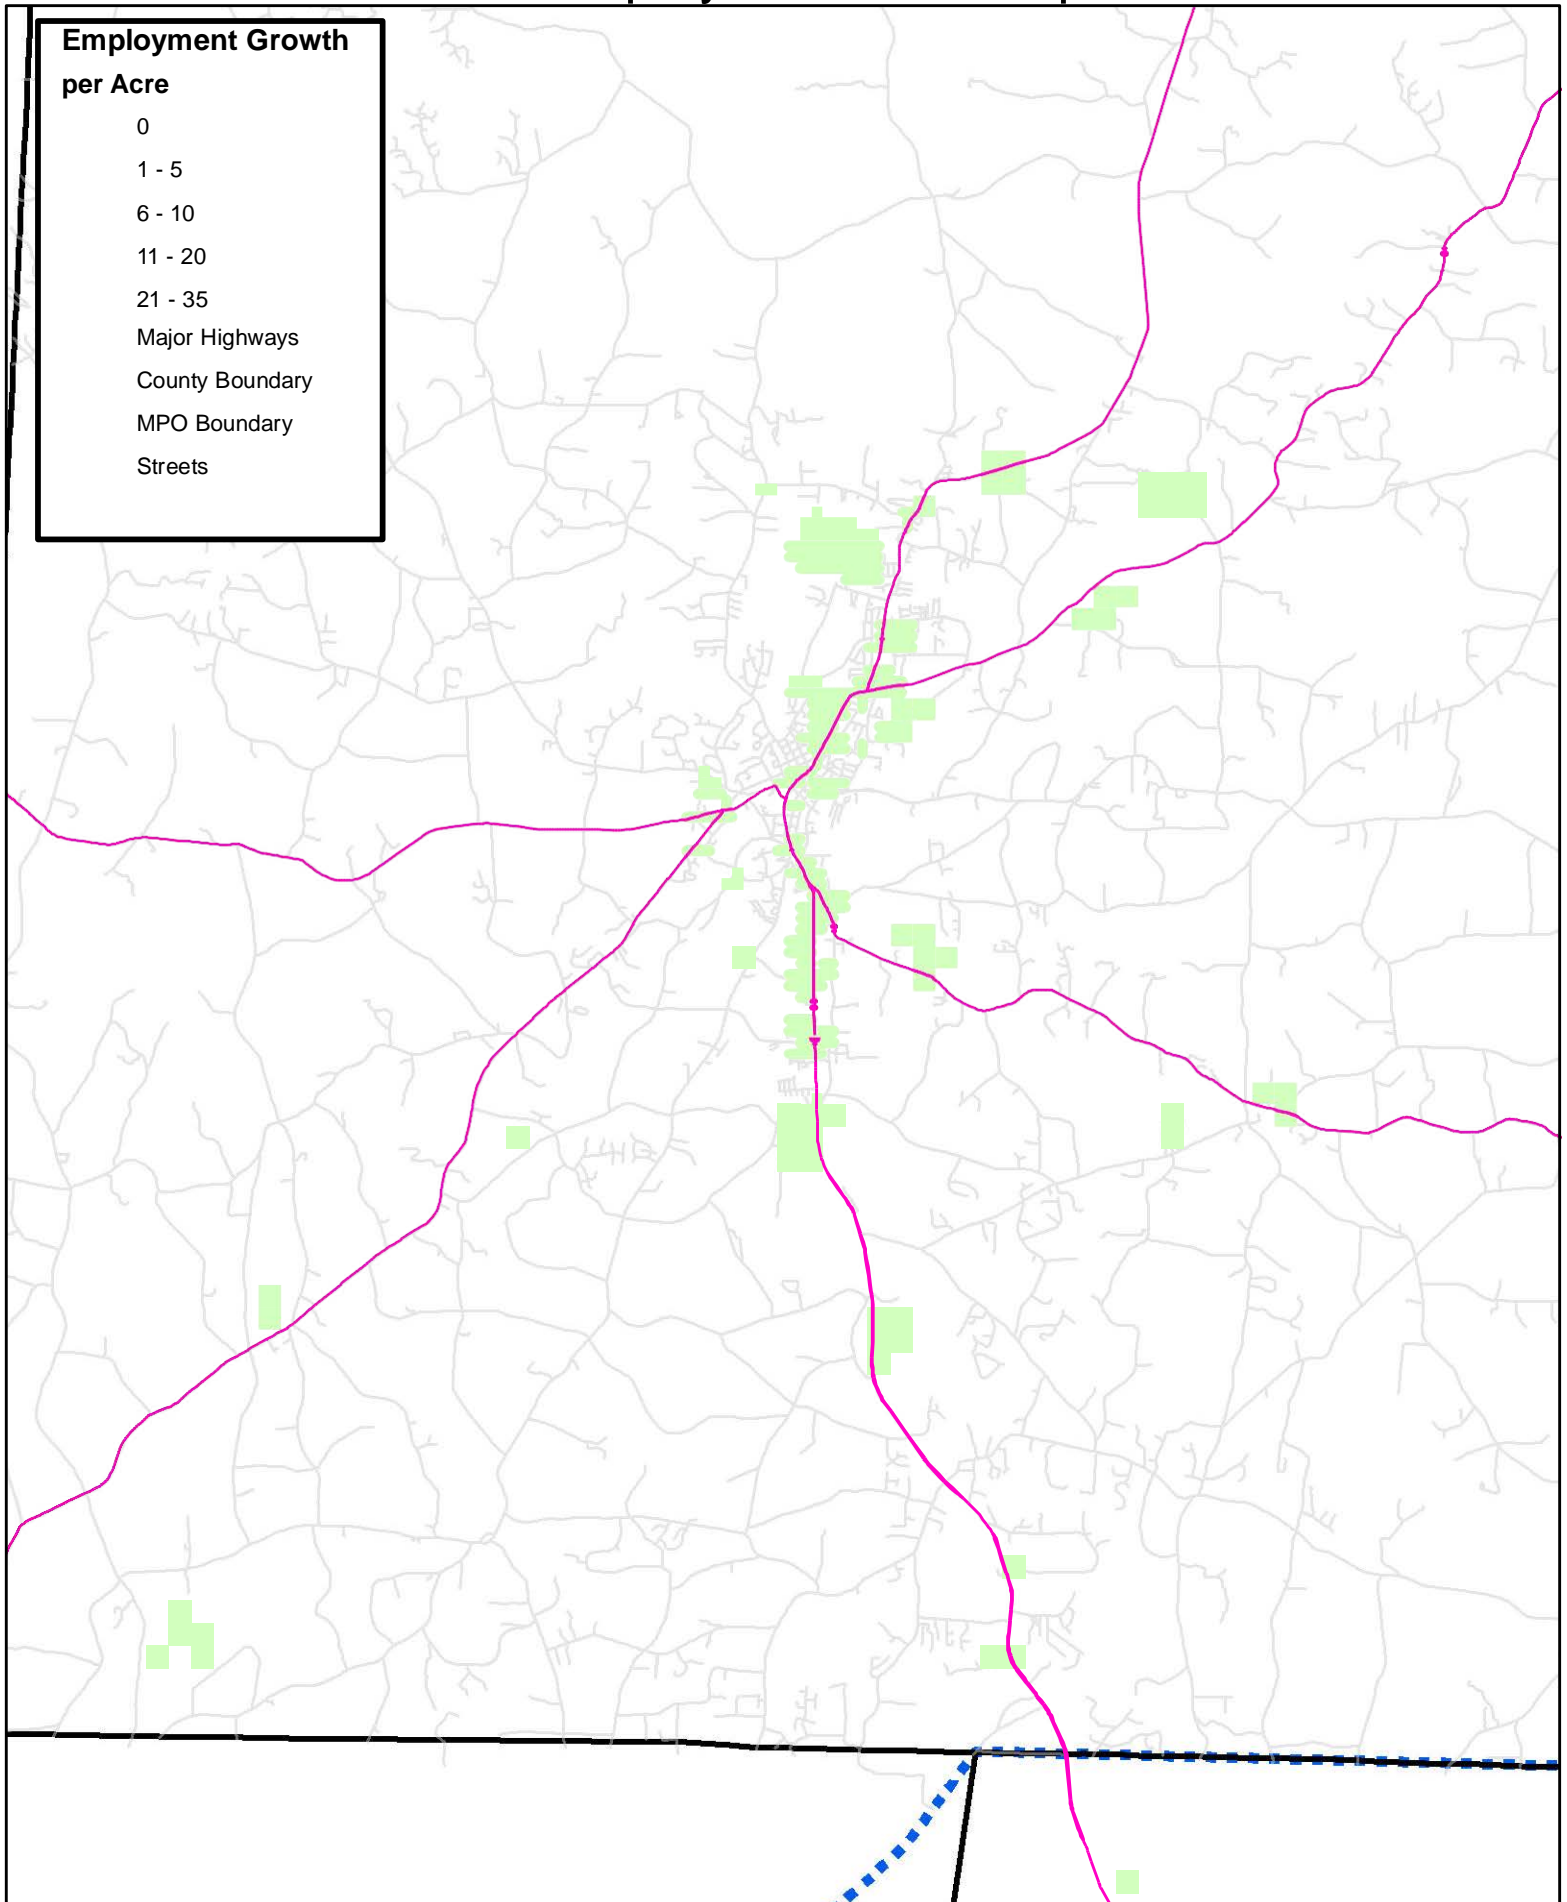 Employment Growth
per Acre
0
1 - 5
6 - 10
11 - 20
21 - 35
Major Highways
County Boundary
MPO Boundary
Streets